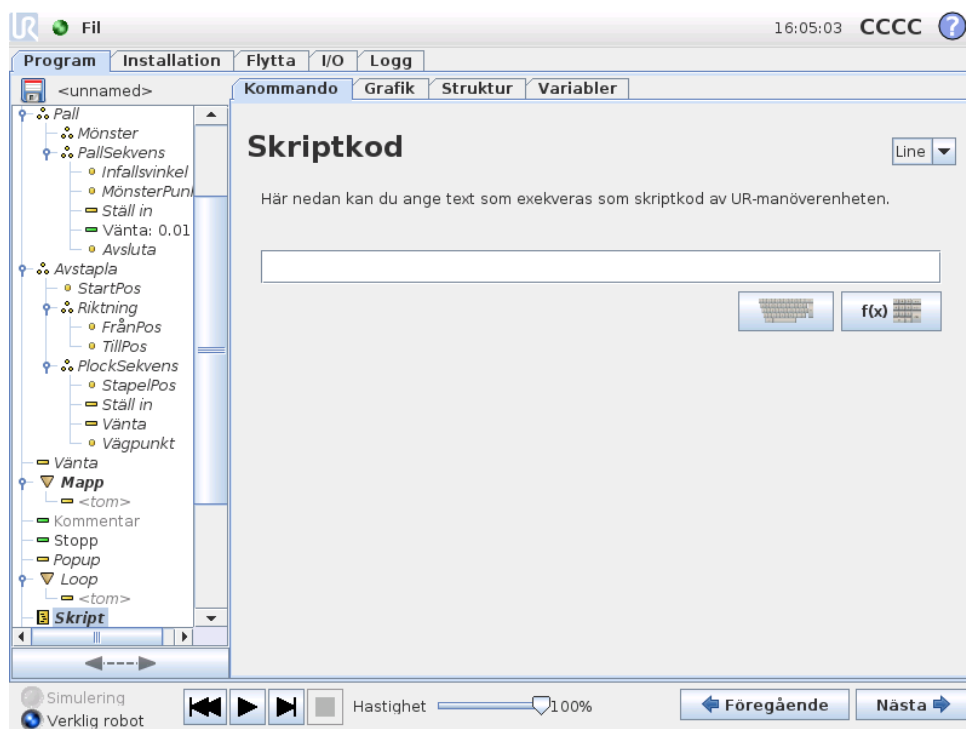 UR Fil 16:05:03 CCCC ?
Program Installation Flytta I/O Logg
<unnamed>
Kommando Grafik Struktur Variabler
Pall
Mönster
PallSekvens
Infallsvinkel
MönsterPunl
Ställ in
Vänta: 0.01
Avsluta
Avstapla
StartPos
Riktning
FrånPos
TillPos
PlockSekvens
StapelPos
Ställ in
Vänta
Vägpunkt
Vänta
Mapp
<tom>
Kommentar
Stopp
Popup
Loop
<tom>
Skript
Skriptkod
Line
Här nedan kan du ange text som exekveras som skriptkod av UR-manöverenheten.
f(x)
Simulering
Verklig robot
Hastighet 100%
Föregående Nästa